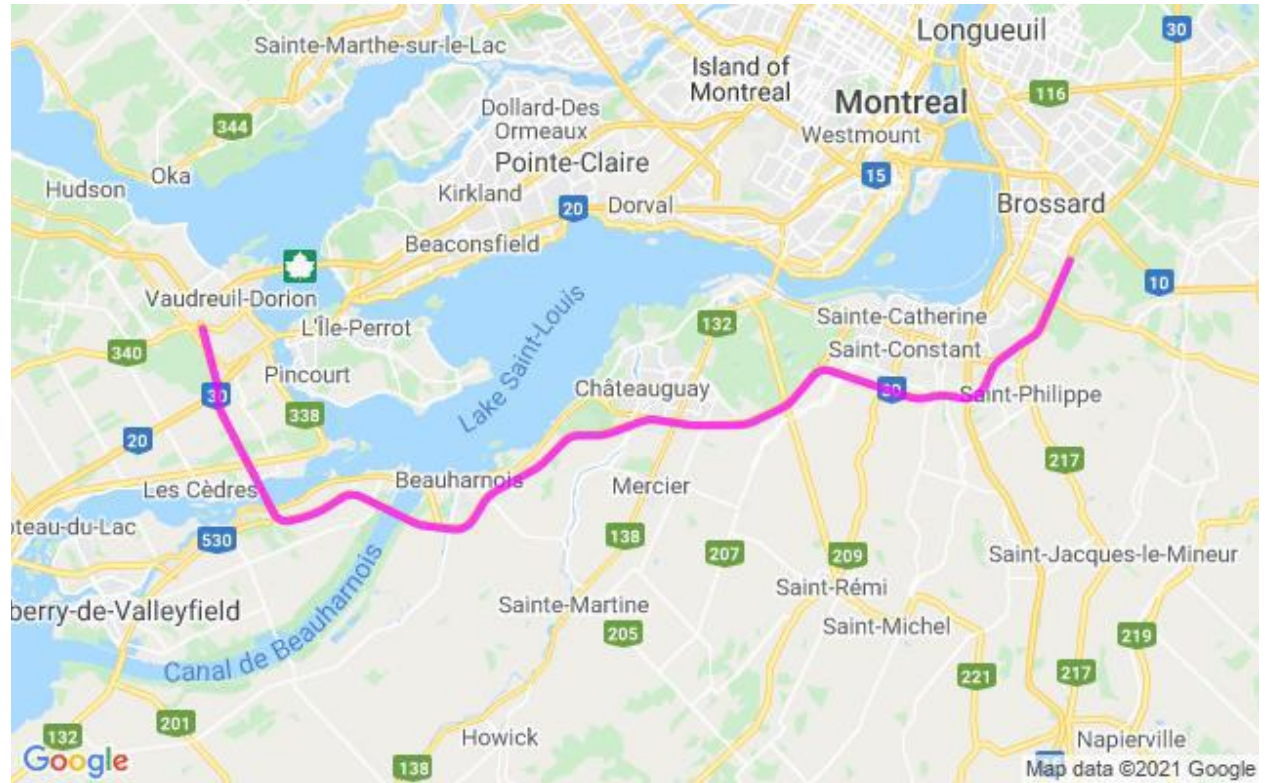 Longueuil
30
Sainte-Marthe-sur-le-Lac
Island of
Montreal
116
Montreal
Dollard-Des
Ormeaux
344
Westmount
Pointe-Claire
15
Oka
Hudson
Kirkland
20
Dorval
Brossard
Beaconsfield
10
Vaudreuil-Dorion
L'Île-Perrot
132
Sainte-Catherine
340
Saint-Constant
Pincourt
Lake Saint-Louis
Châteauguay
30
30
Saint-Philippe
338
20
217
Beauharnois
Les Cèdres
Mercier
oteau-du-Lac
530
138
207
209
Saint-Jacques-le-Mineur
Saint-Rémi
berry-de-Valleyfield
Sainte-Martine
205
Saint-Michel
219
Canal de Beauharnois
221
217
201
132
Howick
Napierville
Google
138
Map data ©2021 Google